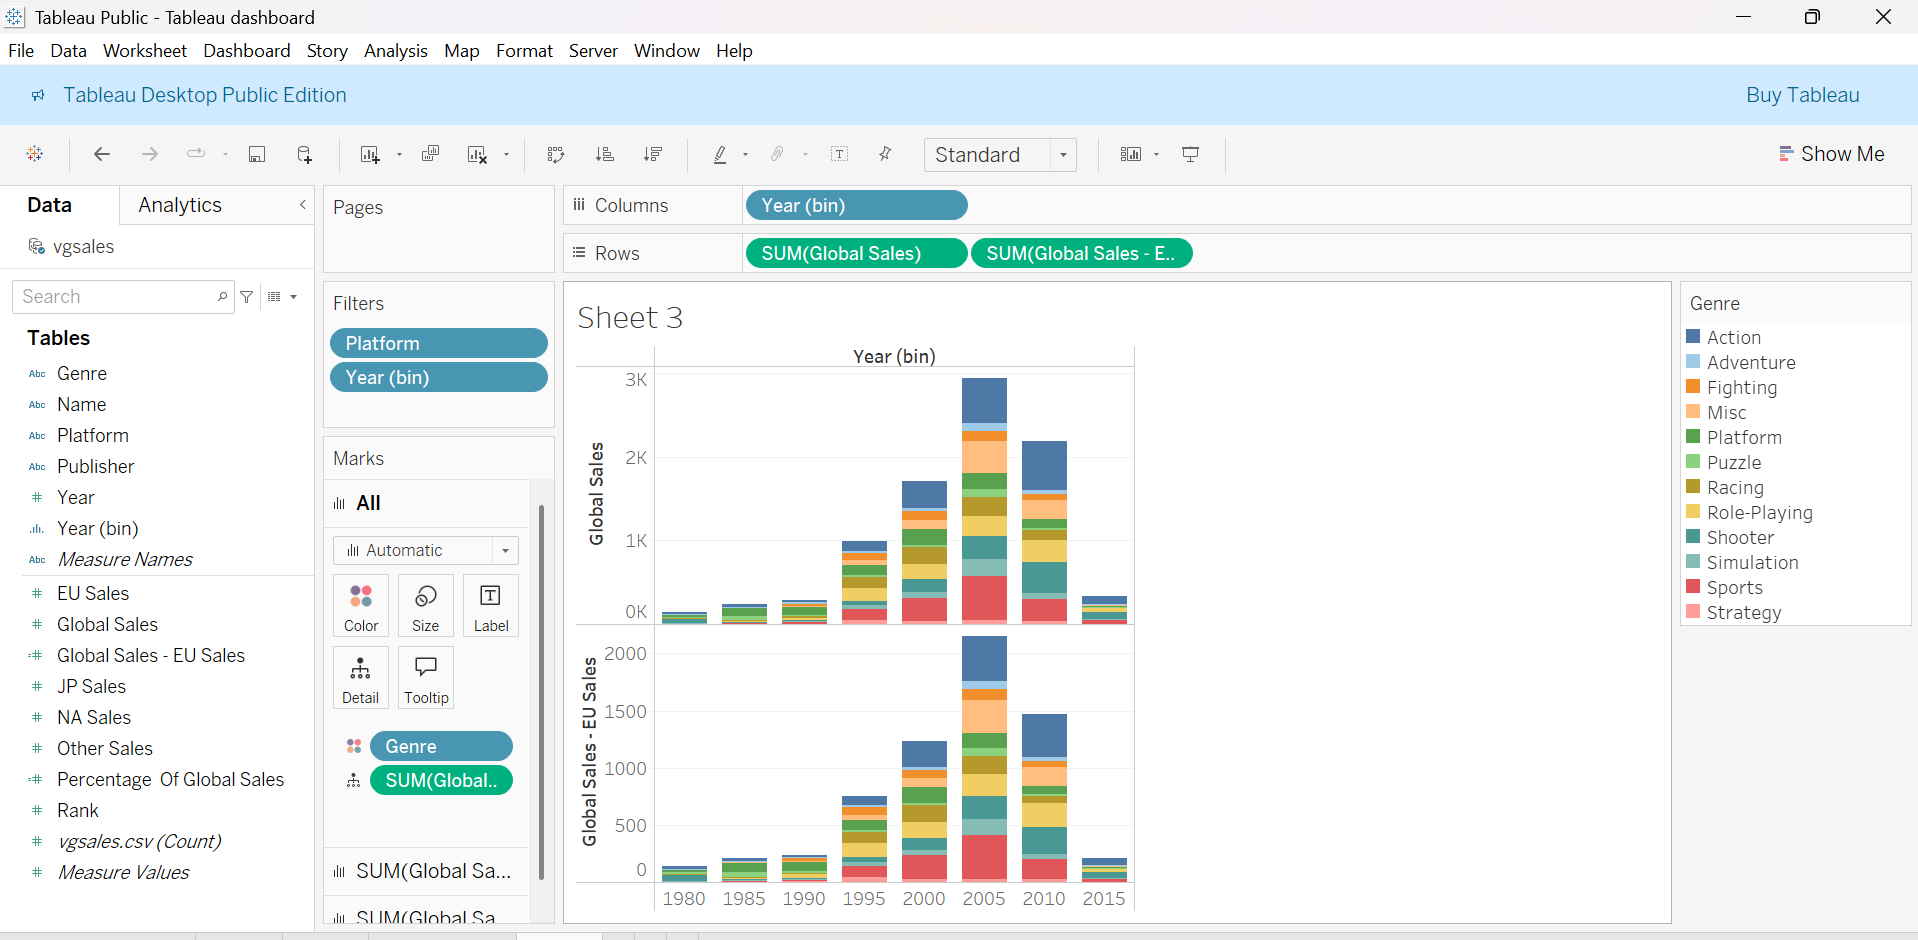 Tableau Public - Tableau dashboard
File Data Worksheet Dashboard Story Analysis Map Format Server Window Help
Tableau Desktop Public Edition
Buy Tableau
Standard
Show Me
Data Analytics
vgsales
Search
Tables
Abc Genre
Abc Name
Abc Platform
Abc Publisher
# Year
Year (bin)
Abc Measure Names
# EU Sales
# Global Sales
=# Global Sales - EU Sales
# JP Sales
# NA Sales
# Other Sales
=# Percentage Of Global Sales
# Rank
# vgsales.csv (Count)
# Measure Values
Pages
Filters
Platform
Year (bin)
Marks
All
Automatic
Color Size Label
Detail Tooltip
Genre
SUM(Global..
SUM(Global Sa...
SUM(Global Sa
Columns Year (bin)
Rows SUM(Global Sales) SUM(Global Sales - E..
Sheet 3
Year (bin)
Global Sales
3K
2K
1K
0K
Global Sales - EU Sales
2000
1500
1000
500
0
1980 1985 1990 1995 2000 2005 2010 2015
Genre
Action
Adventure
Fighting
Misc
Platform
Puzzle
Racing
Role-Playing
Shooter
Simulation
Sports
Strategy